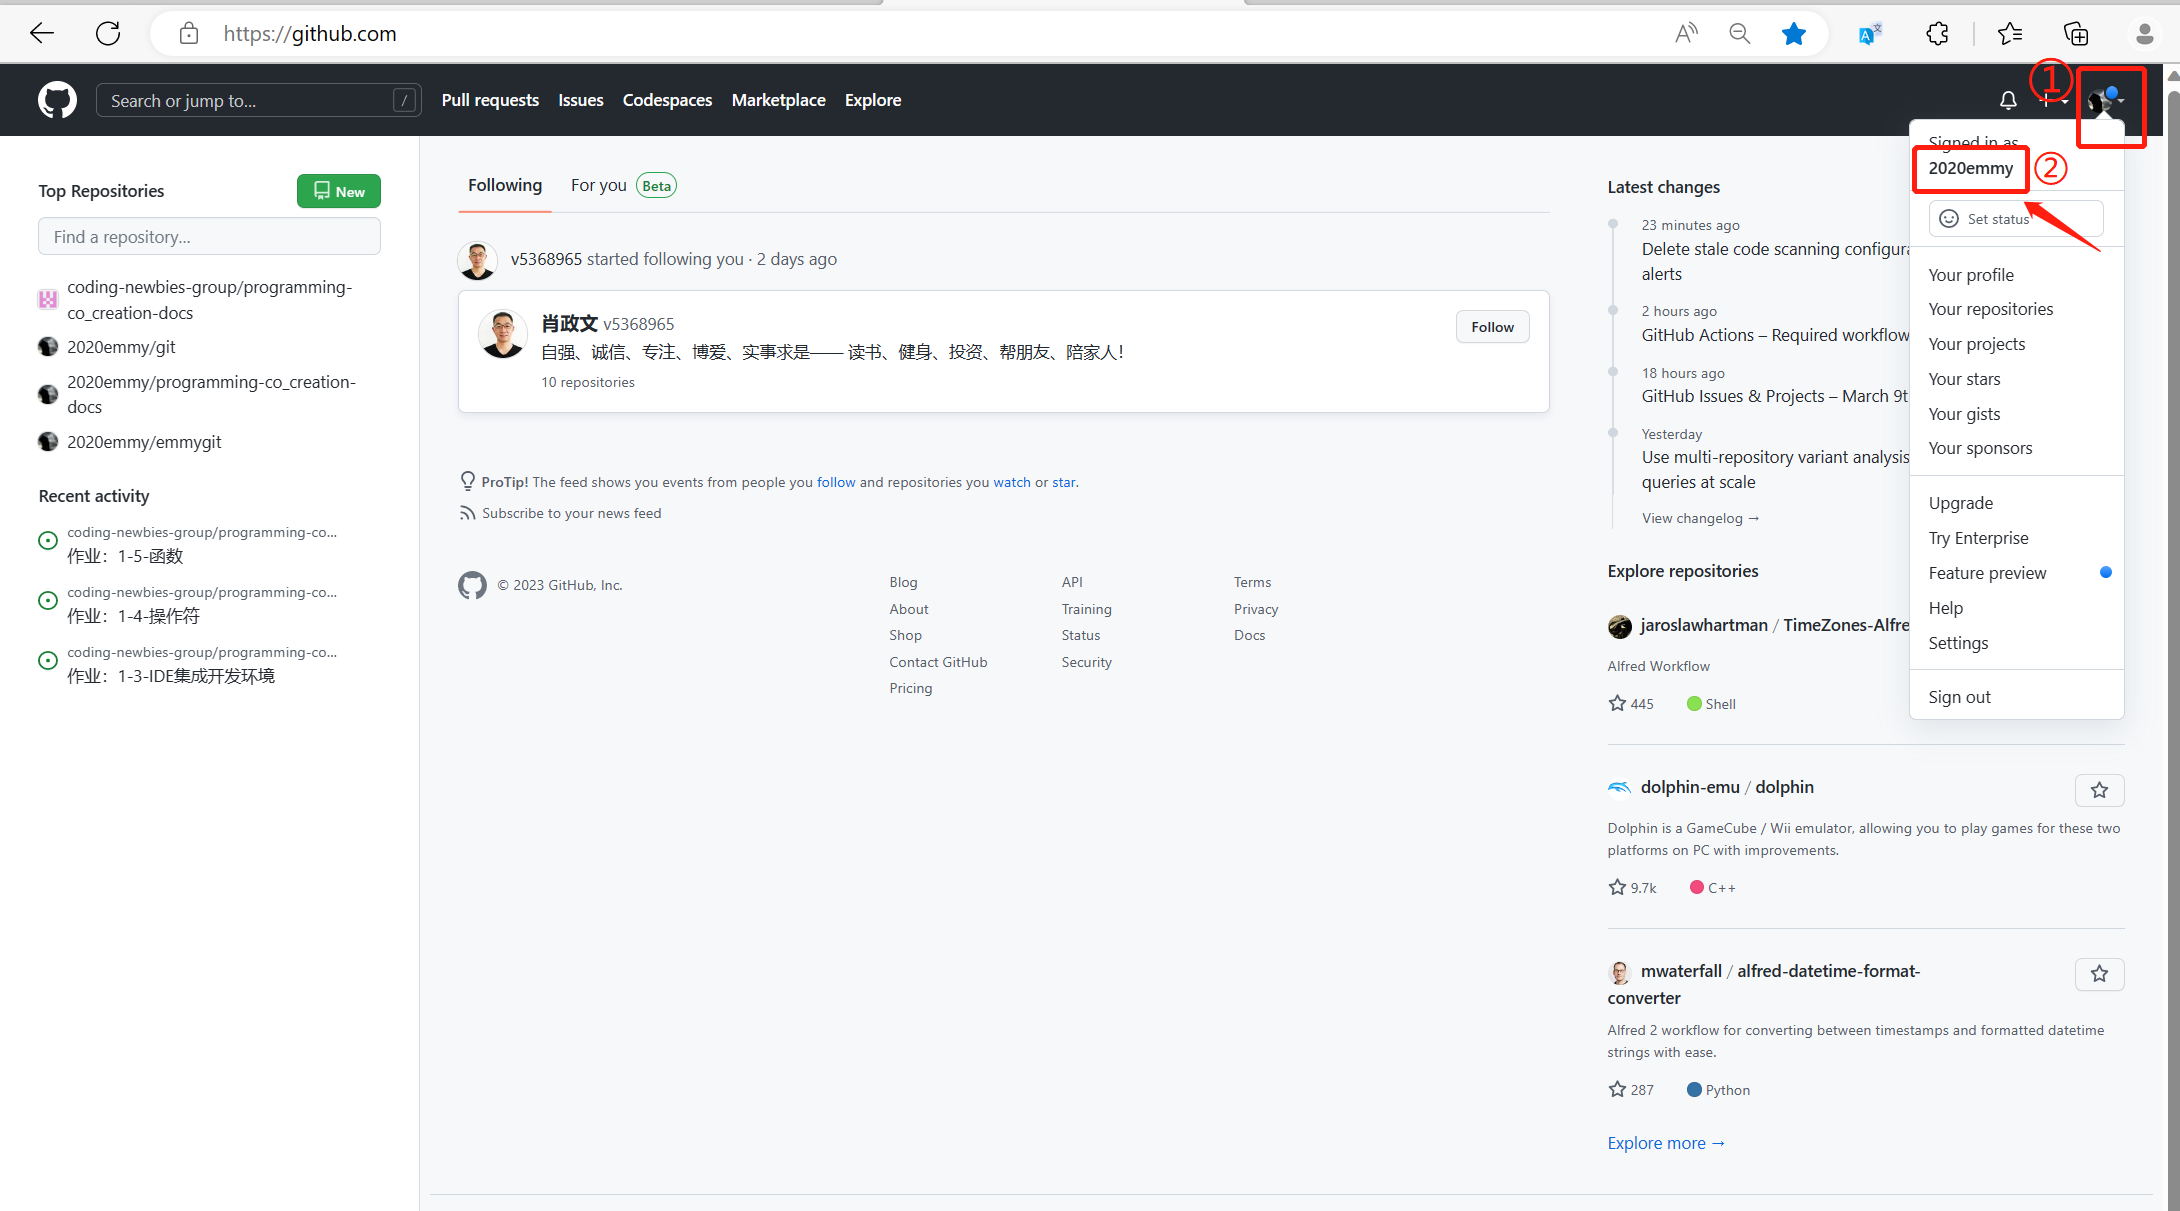 https://github.com
Search or jump to...
/
Pull requests
Issues
Codespaces
Marketplace
Explore
①
Top Repositories
New
Find a repository...
coding-newbies-group/programming-
co_creation-docs
2020emmy/git
2020emmy/programming-co_creation-
docs
2020emmy/emmygit
Recent activity
coding-newbies-group/programming-co...
作业：1-5-函数
coding-newbies-group/programming-co...
作业：1-4-操作符
coding-newbies-group/programming-co...
作业：1-3-IDE集成开发环境
Following
For you
Beta
v5368965 started following you · 2 days ago
肖政文 v5368965
自强、诚信、专注、博爱、实事求是—— 读书、健身、投资、帮朋友、陪家人！
10 repositories
Follow
ProTip! The feed shows you events from people you follow and repositories you watch or star.
Subscribe to your news feed
© 2023 GitHub, Inc.
Blog
About
Shop
Contact GitHub
Pricing
API
Training
Status
Security
Terms
Privacy
Docs
Latest changes
23 minutes ago
Delete stale code scanning configura
alerts
2 hours ago
GitHub Actions – Required workflow
18 hours ago
GitHub Issues & Projects – March 9t
Yesterday
Use multi-repository variant analysis
queries at scale
View changelog →
Explore repositories
jaroslawhartman / TimeZones-Alfre
Alfred Workflow
445
Shell
dolphin-emu / dolphin
Dolphin is a GameCube / Wii emulator, allowing you to play games for these two
platforms on PC with improvements.
9.7k
C++
mwaterfall / alfred-datetime-format-
converter
Alfred 2 workflow for converting between timestamps and formatted datetime
strings with ease.
287
Python
Explore more →
Signed in as
2020emmy
②
Set status
Your profile
Your repositories
Your projects
Your stars
Your gists
Your sponsors
Upgrade
Try Enterprise
Feature preview
Help
Settings
Sign out